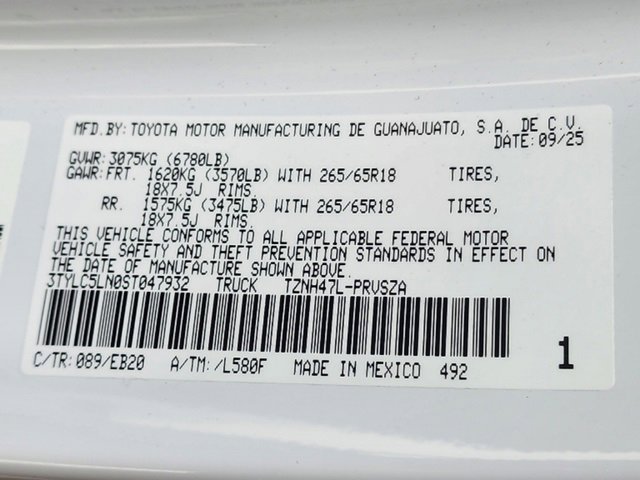 MFD.BY:TOYOTA MOTOR MANUFACTURING DE GUANAJUATO, S.A. DE C.V.
DATE:09/25
GVWR:3075KG (6780LB)
GAWR:FRT. 1620KG (3570LB) WITH 265/65R18 TIRES,
18X7.5J RIMS.
RR. 1575KG (3475LB) WITH 265/65R18 TIRES,
18X7.5J RIMS.
THIS VEHICLE CONFORMS TO ALL APPLICABLE FEDERAL MOTOR
VEHICLE SAFETY AND THEFT PREVENTION STANDARDS IN EFFECT ON
THE DATE OF MANUFACTURE SHOWN ABOVE.
3TYLC5LN0ST047932 TRUCK TZNH47L-PRVSZA
C/TR:089/EB20 A/TM:/L580F MADE IN MEXICO 492 1